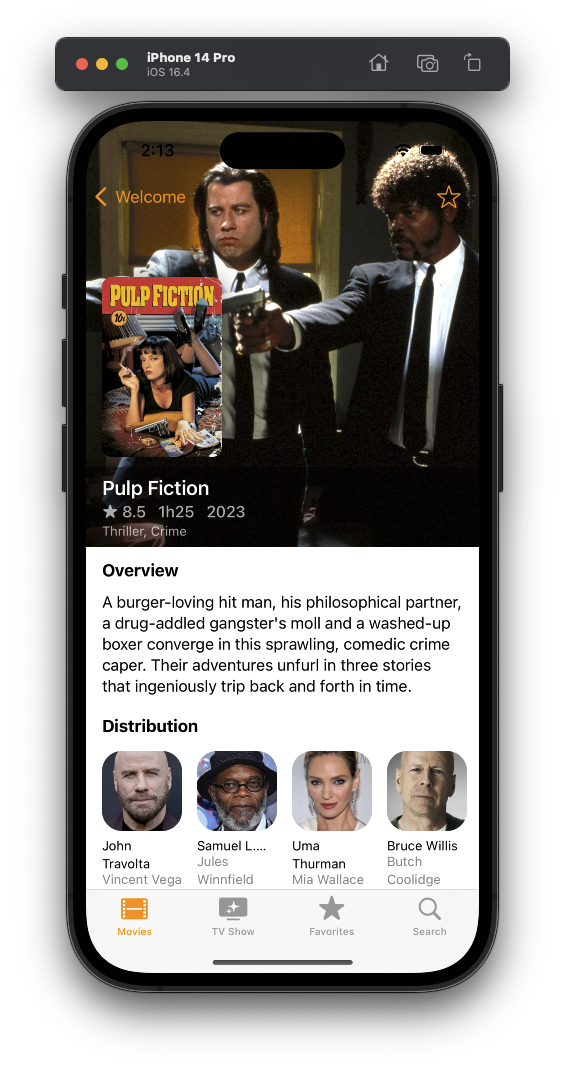 iPhone 14 Pro
iOS 16.4
2:13
Welcome
PULP FICTION
10¢
Pulp Fiction
8.5 1h25 2023
Thriller, Crime
Overview
A burger-loving hit man, his philosophical partner,
a drug-addled gangster's moll and a washed-up
boxer converge in this sprawling, comedic crime
caper. Their adventures unfurl in three stories
that ingeniously trip back and forth in time.
Distribution
John
Travolta
Vincent Vega
Samuel L....
Jules
Winnfield
Uma
Thurman
Mia Wallace
Bruce Willis
Butch
Coolidge
Movies
TV Show
Favorites
Search